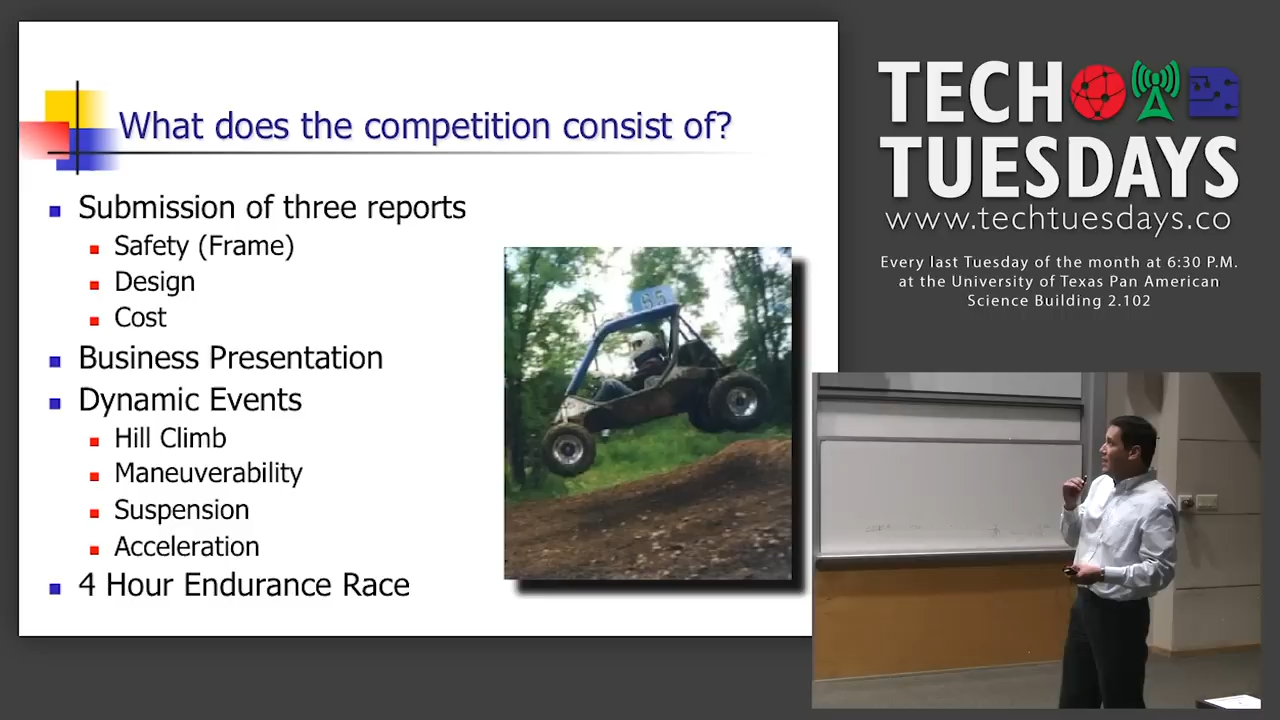 What does the competition consist of?
Submission of three reports
Safety (Frame)
Design
Cost
Business Presentation
Dynamic Events
Hill Climb
Maneuverability
Suspension
Acceleration
4 Hour Endurance Race
TECH
TUESDAYS
www.techtuesdays.co
Every last Tuesday of the month at 6:30 P.M.
at the University of Texas Pan American
Science Building 2.102